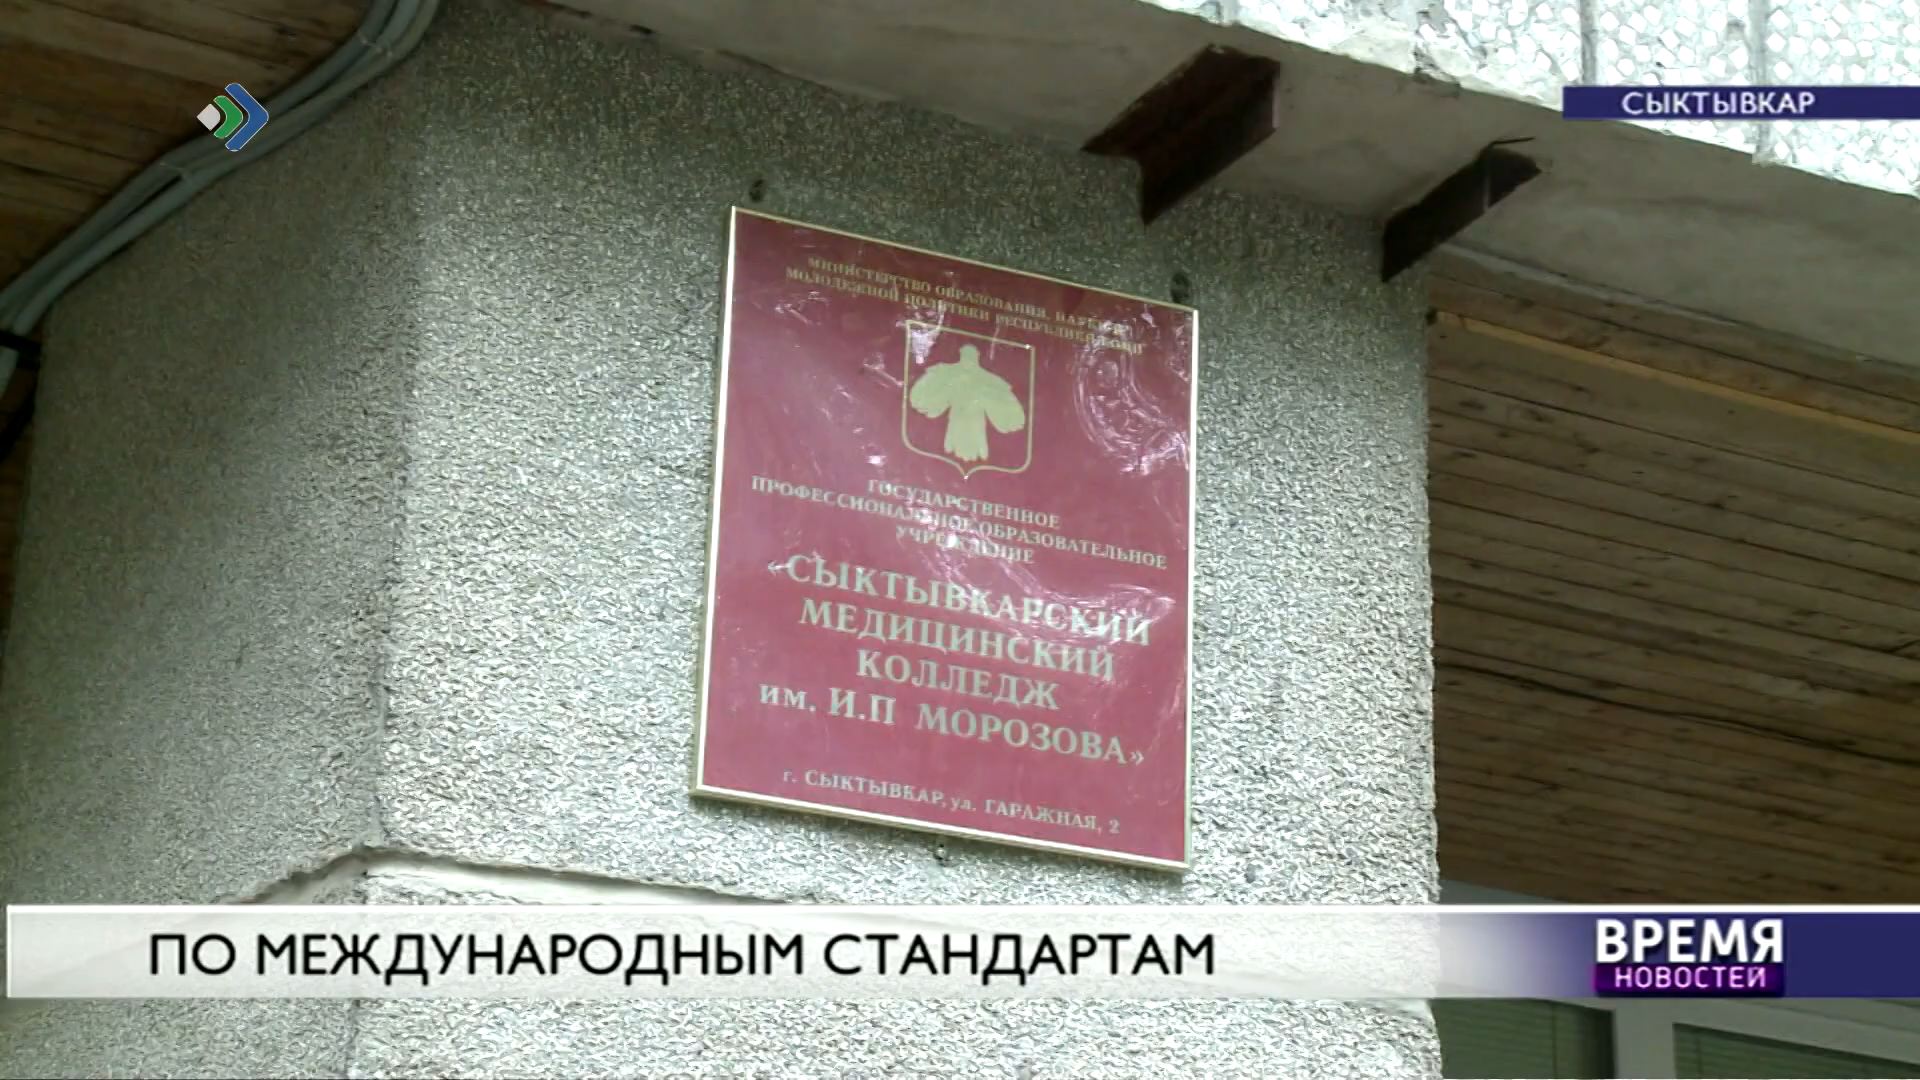 СЫКТЫВКАР
МИНИСТЕРСТВО ОБРАЗОВАНИЯ, НАУКИ И
МОЛОДЕЖНОЙ ПОЛИТИКИ РЕСПУБЛИКИ КОМИ
ГОСУДАРСТВЕННОЕ
ПРОФЕССИОНАЛЬНОЕ ОБРАЗОВАТЕЛЬНОЕ
УЧРЕЖДЕНИЕ
«СЫКТЫВКАРСКИЙ
МЕДИЦИНСКИЙ
КОЛЛЕДЖ
им. И.П МОРОЗОВА»
г. СЫКТЫВКАР, ул. ГАРАЖНАЯ, 2
ПО МЕЖДУНАРОДНЫМ СТАНДАРТАМ
ВРЕМЯ
НОВОСТЕЙ